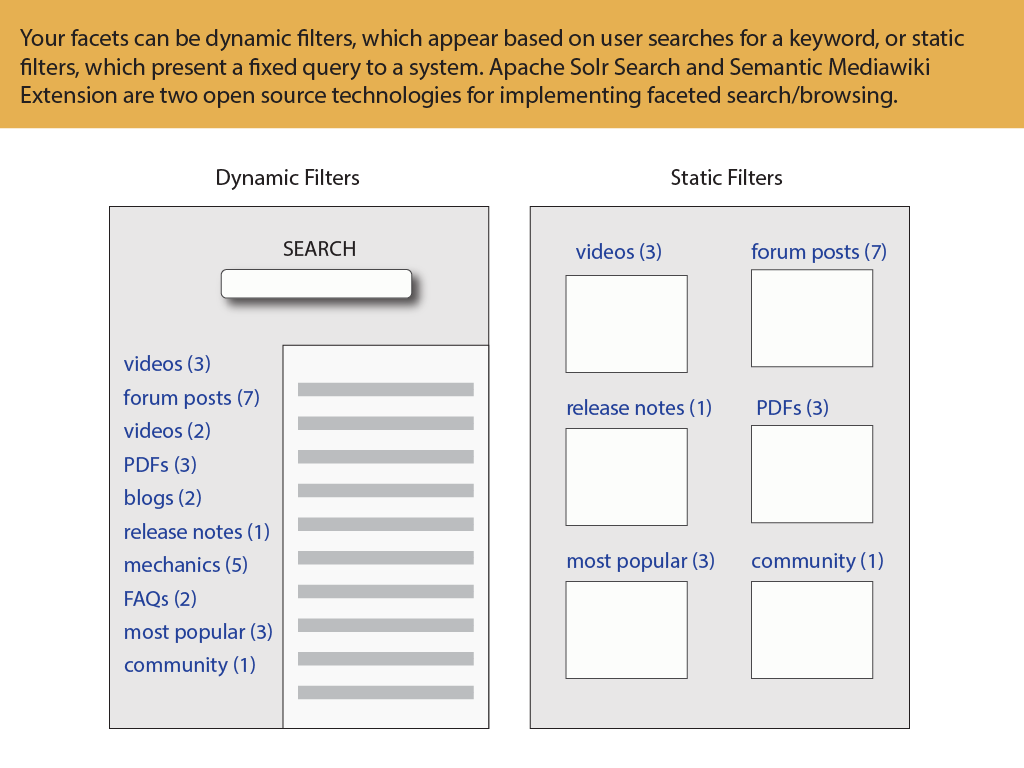 Your facets can be dynamic filters, which appear based on user searches for a keyword, or static
filters, which present a fixed query to a system. Apache Solr Search and Semantic Mediawiki
Extension are two open source technologies for implementing faceted search/browsing.
Dynamic Filters
SEARCH
videos (3)
forum posts (7)
videos (2)
PDFs (3)
blogs (2)
release notes (1)
mechanics (5)
FAQs (2)
most popular (3)
community (1)
Static Filters
videos (3)
forum posts (7)
release notes (1)
PDFs (3)
most popular (3)
community (1)